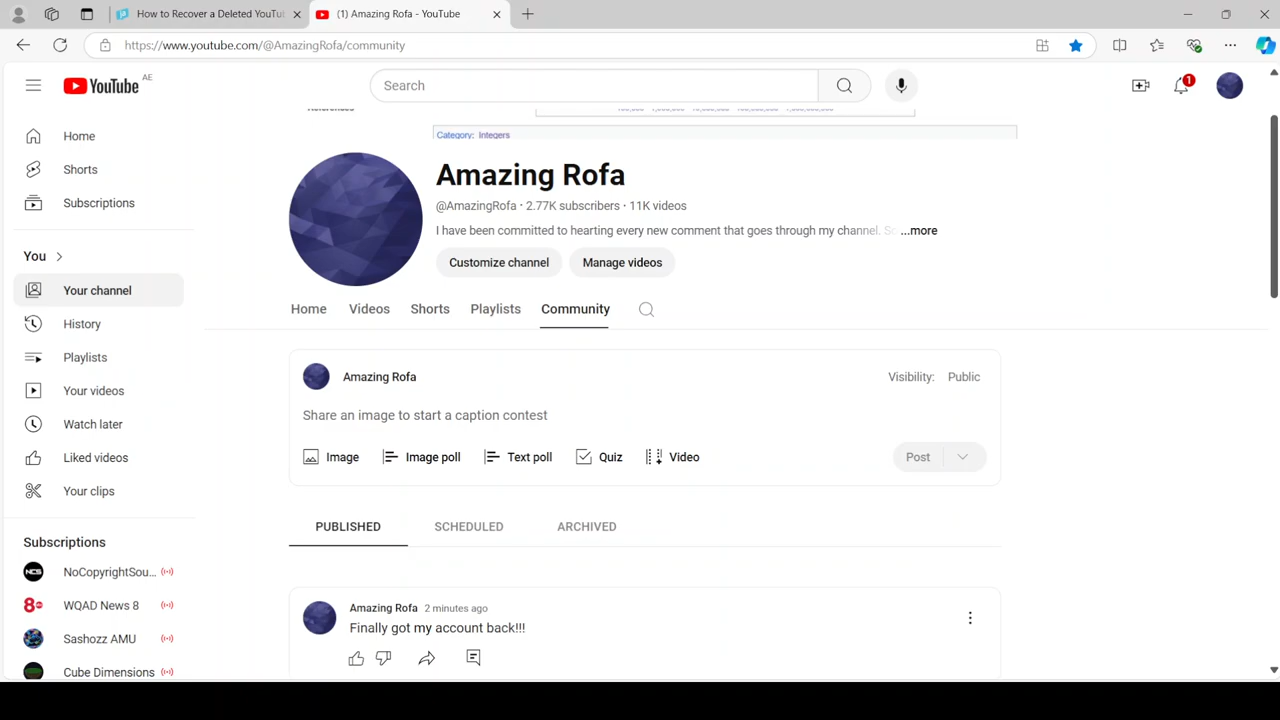 How to Recover a Deleted YouTu
(1) Amazing Rofa - YouTube
https://www.youtube.com/@AmazingRofa/community
YouTube AE
Search
1
Category: Integers
Home
Shorts
Subscriptions
You
Your channel
History
Playlists
Your videos
Watch later
Liked videos
Your clips
Subscriptions
NoCopyrightSou...
WQAD News 8
Sashozz AMU
Cube Dimensions
Amazing Rofa
@AmazingRofa · 2.77K subscribers · 11K videos
I have been committed to hearting every new comment that goes through my channel. ...more
Customize channel Manage videos
Home Videos Shorts Playlists Community
Amazing Rofa Visibility: Public
Share an image to start a caption contest
Image Image poll Text poll Quiz Video Post
PUBLISHED SCHEDULED ARCHIVED
Amazing Rofa 2 minutes ago
Finally got my account back!!!